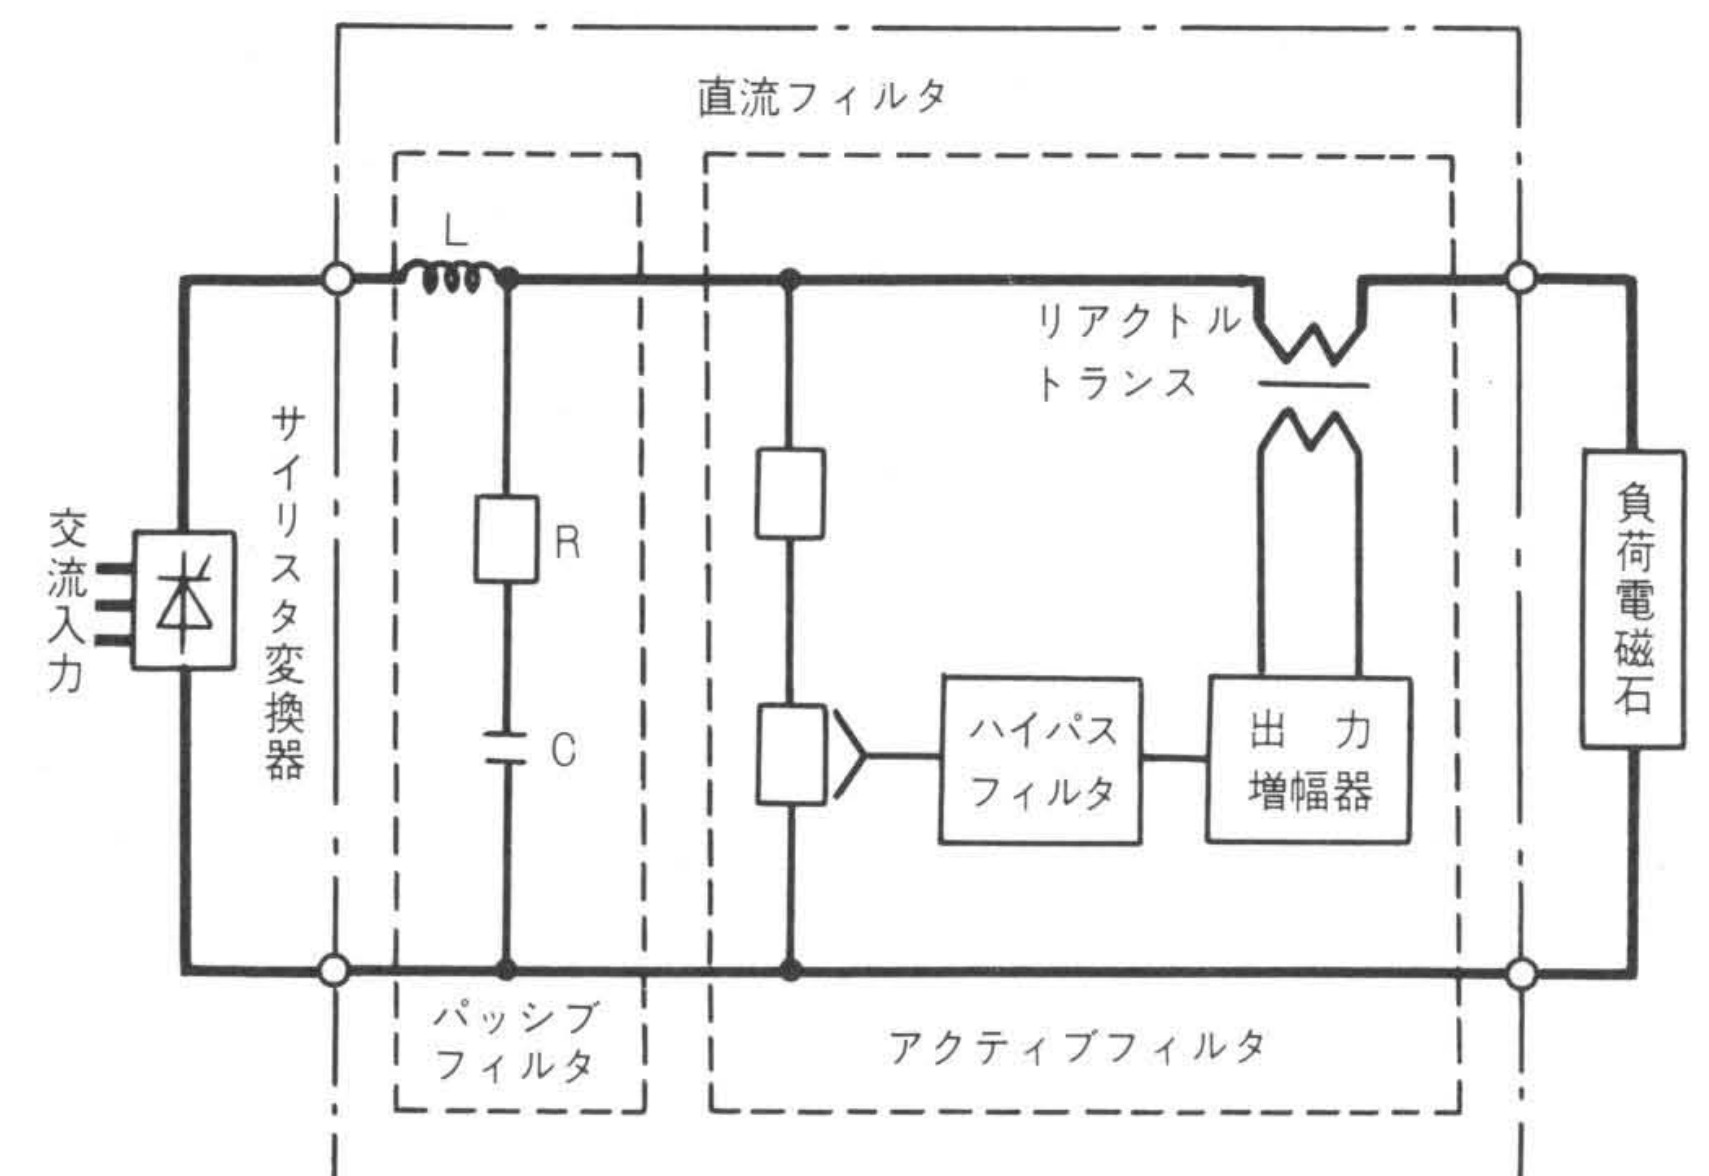 直流フィルタ
L
リアクトル
トランス
サイリスタ変換器
交流入力
R
C
ハイパス
フィルタ
出力
増幅器
負荷電磁石
パッシブ
フィルタ
アクティブフィルタ